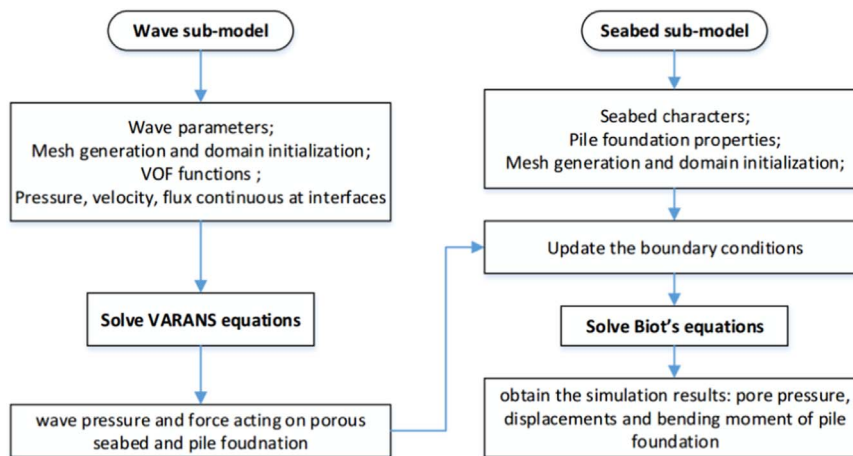 Wave sub-model
Wave parameters;
Mesh generation and domain initialization;
VOF functions ;
Pressure, velocity, flux continuous at interfaces
Solve VARANS equations
wave pressure and force acting on porous
seabed and pile foudnation
Seabed sub-model
Seabed characters;
Pile foundation properties;
Mesh generation and domain initialization;
Update the boundary conditions
Solve Biot's equations
obtain the simulation results: pore pressure,
displacements and bending moment of pile
foundation